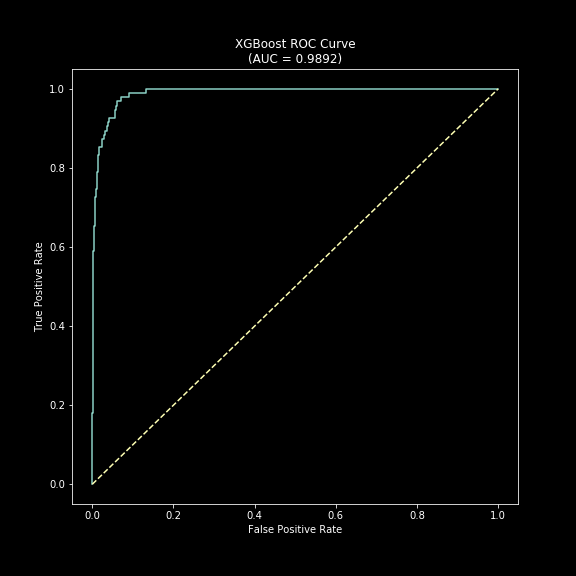 XGBoost ROC Curve
(AUC = 0.9892)
1.0
0.8
0.6
0.4
0.2
0.0
True Positive Rate
0.0 0.2 0.4 0.6 0.8 1.0
False Positive Rate